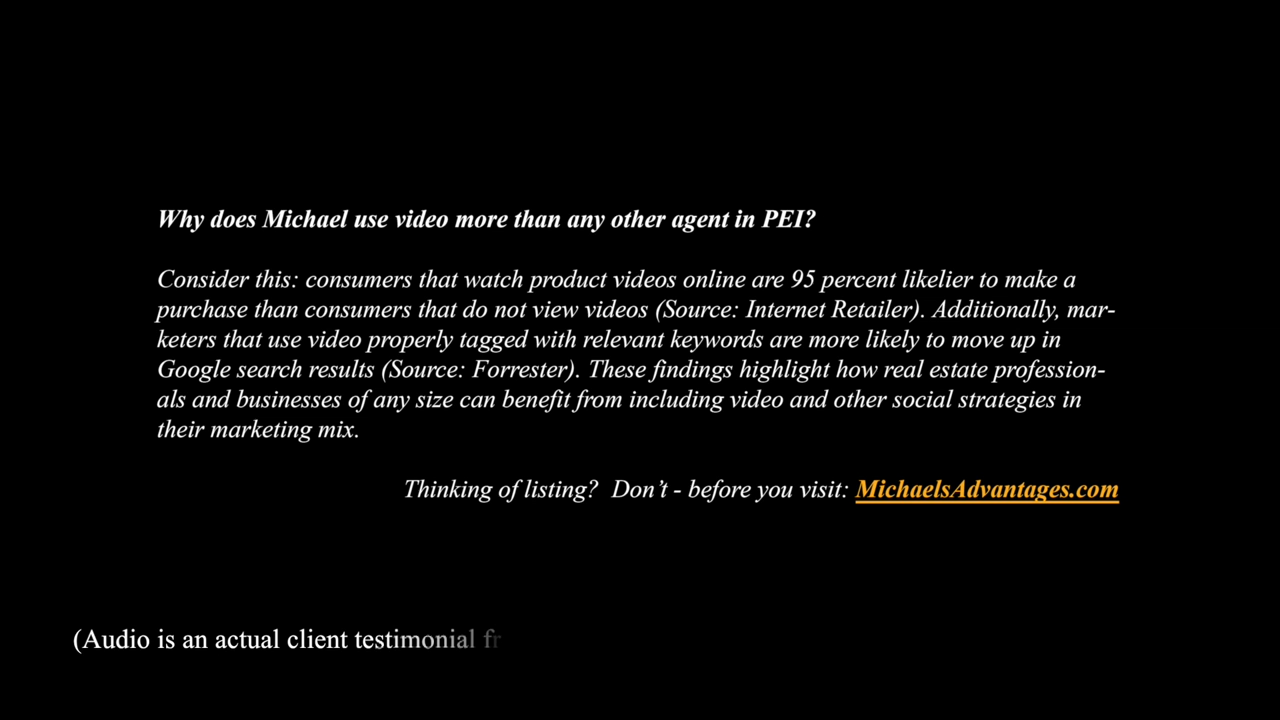 Why does Michael use video more than any other agent in PEI?
Consider this: consumers that watch product videos online are 95 percent likelier to make a
purchase than consumers that do not view videos (Source: Internet Retailer). Additionally, mar-
keters that use video properly tagged with relevant keywords are more likely to move up in
Google search results (Source: Forrester). These findings highlight how real estate profession-
als and businesses of any size can benefit from including video and other social strategies in
their marketing mix.
Thinking of listing?  Don’t - before you visit: MichaelsAdvantages.com
(Audio is an actual client testimonial fr